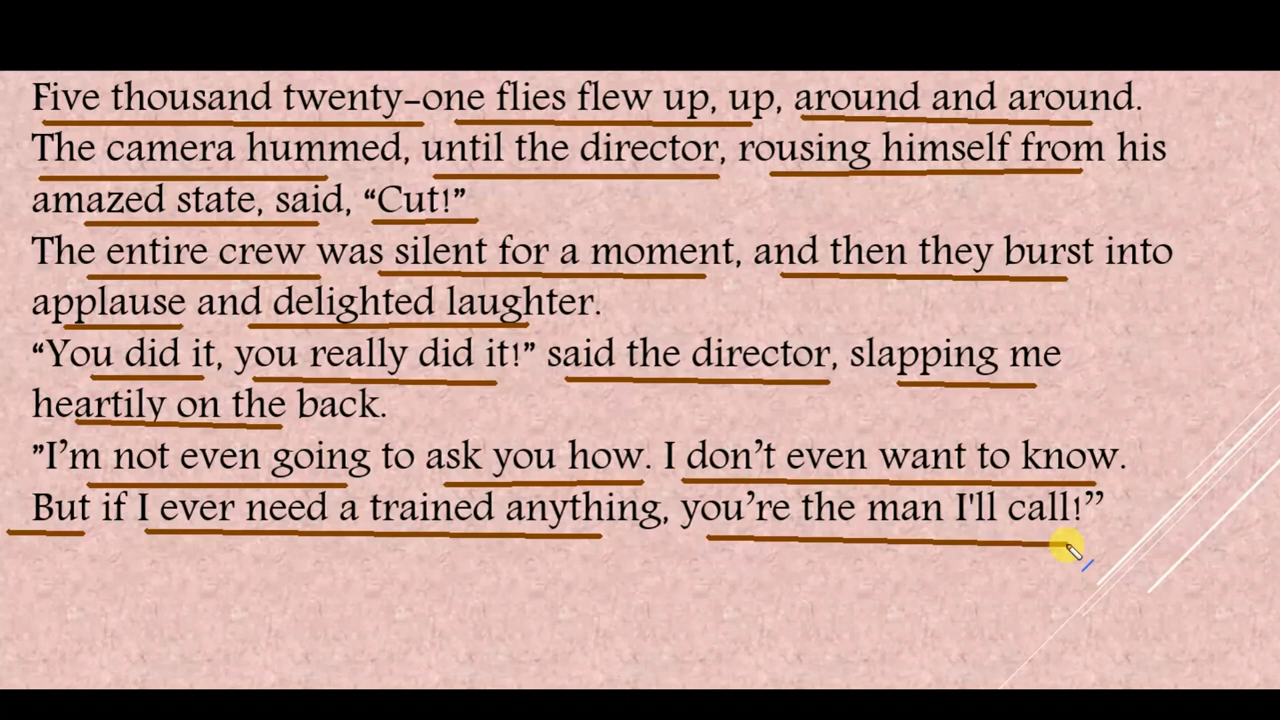 Five thousand twenty-one flies flew up, up, around and around.
The camera hummed, until the director, rousing himself from his
amazed state, said, “Cut!”
The entire crew was silent for a moment, and then they burst into
applause and delighted laughter.
“You did it, you really did it!” said the director, slapping me
heartily on the back.
”I’m not even going to ask you how. I don’t even want to know.
But if I ever need a trained anything, you’re the man I'll call!”